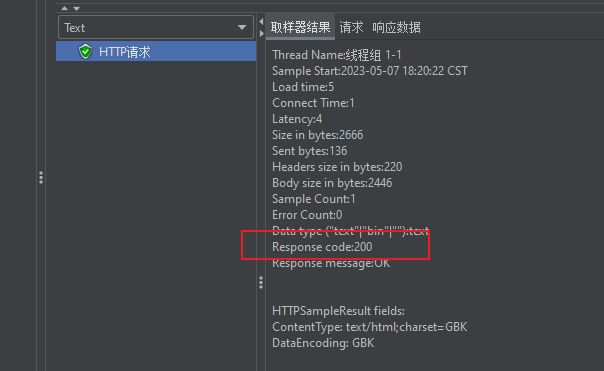 Text
HTTP请求
取样器结果 请求 响应数据
Thread Name:线程组 1-1
Sample Start:2023-05-07 18:20:22 CST
Load time:5
Connect Time:1
Latency:4
Size in bytes:2666
Sent bytes:136
Headers size in bytes:220
Body size in bytes:2446
Sample Count:1
Error Count:0
Data type ("text"|"bin"|""):text
Response code:200
Response message:OK
HTTPSampleResult fields:
ContentType: text/html;charset=GBK
DataEncoding: GBK